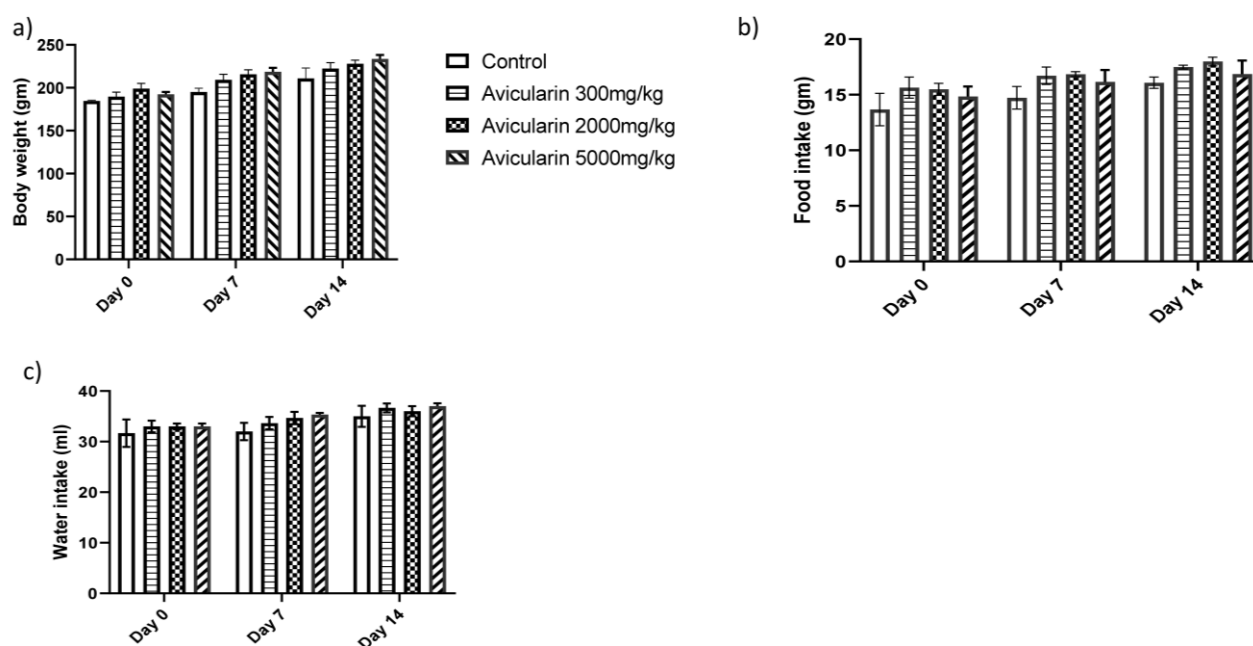 a)
250
200
150
100
50
0
Body weight (gm)
Day 0
Day 7
Day 14
Control
Avicularin 300mg/kg
Avicularin 2000mg/kg
Avicularin 5000mg/kg
b)
20
15
10
5
0
Food intake (gm)
Day 0
Day 7
Day 14
c)
40
30
20
10
0
Water intake (ml)
Day 0
Day 7
Day 14